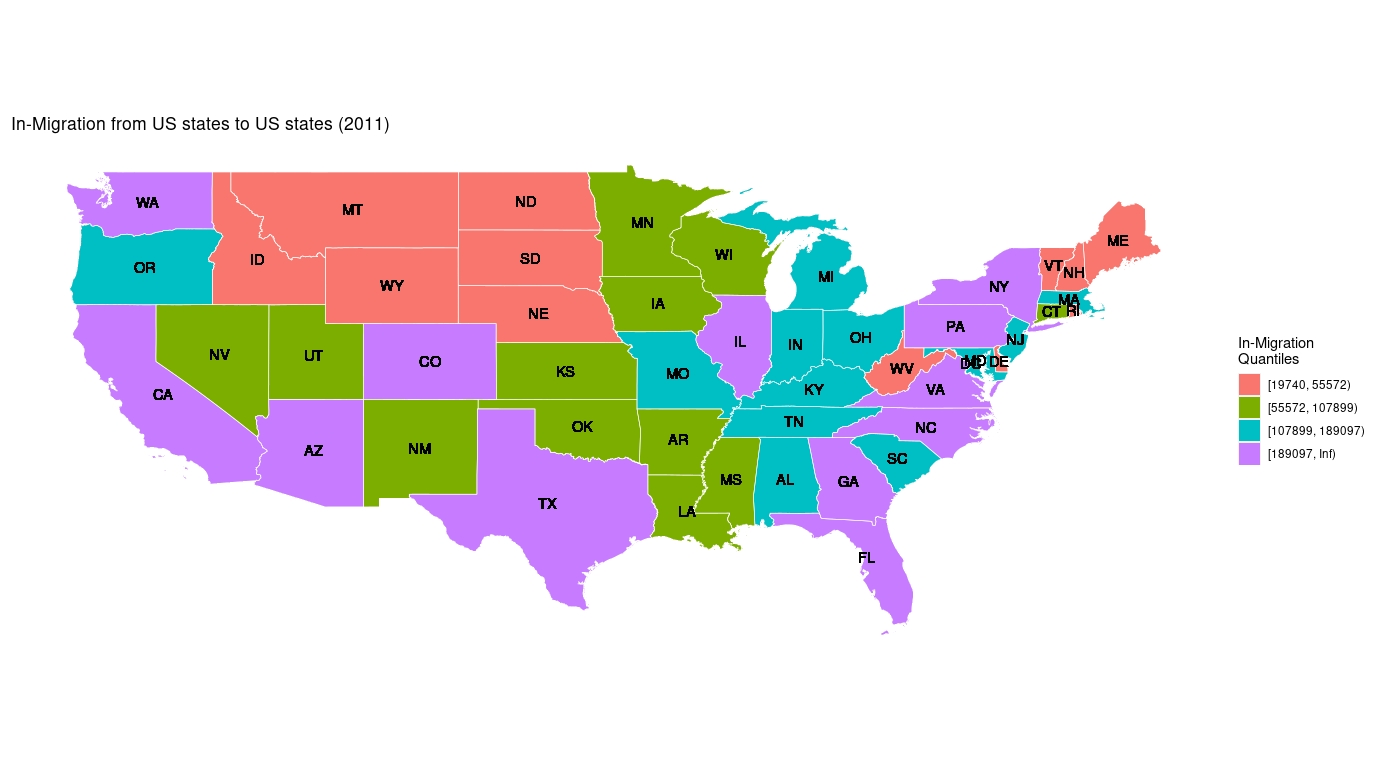 In-Migration from US states to US states (2011)
WA
MT
ND
MN
ME
OR
ID
SD
WI
MI
VT
NH
WY
NE
IA
NY
MA
CT
RI
NV
UT
CO
KS
MO
IL
IN
OH
PA
NJ
DC
MD
DE
WV
VA
KY
CA
AZ
NM
OK
AR
TN
NC
SC
TX
LA
MS
AL
GA
FL
In-Migration
Quantiles
[19740, 55572)
[55572, 107899)
[107899, 189097)
[189097, Inf)